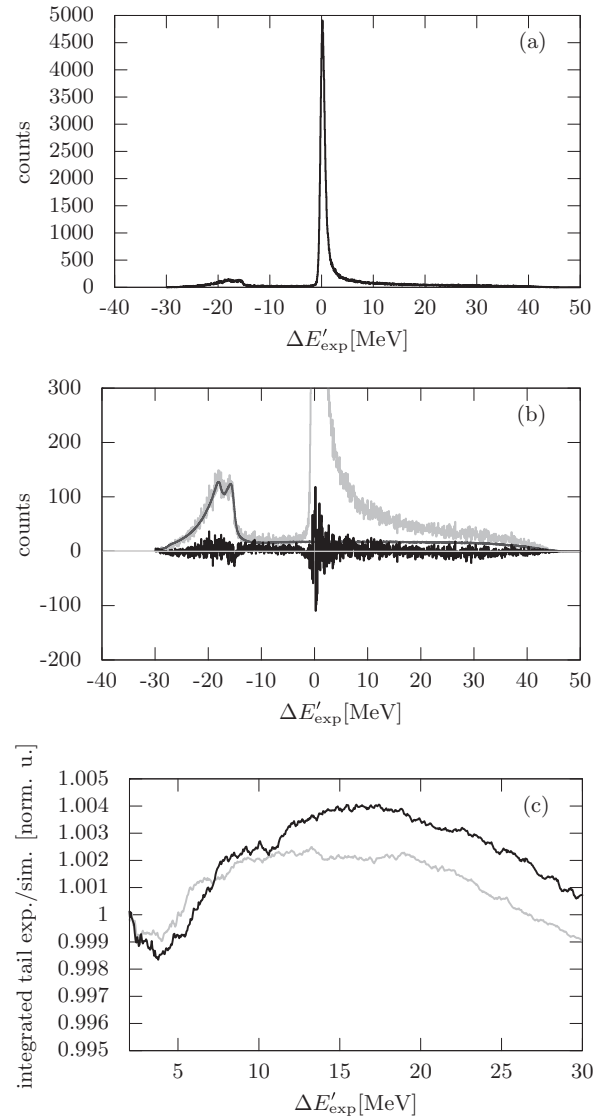 5000
4500
4000
3500
3000
2500
2000
1500
1000
500
0
counts
(a)
-40 -30 -20 -10 0 10 20 30 40 50
ΔE′exp[MeV]
300
200
100
0
-100
-200
counts
(b)
-40 -30 -20 -10 0 10 20 30 40 50
ΔE′exp[MeV]
1.005
1.004
1.003
1.002
1.001
1
0.999
0.998
0.997
0.996
0.995
integrated tail exp./sim. [norm. u.]
(c)
5 10 15 20 25 30
ΔE′exp[MeV]